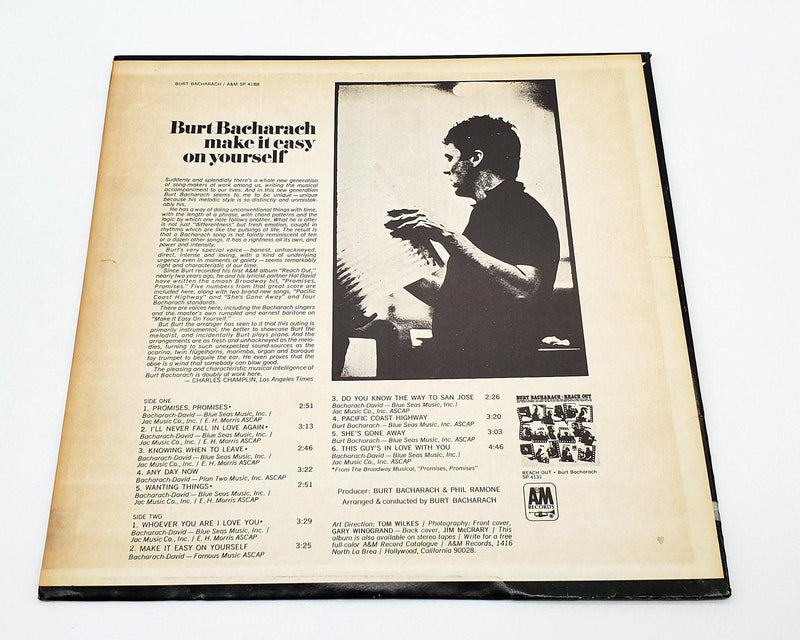 BURT BACHARACH / A&M SP 4188
Burt Bacharach
make it easy
on yourself
Suddenly and splendidly there's a whole new generation
of song-makers at work among us, writing the musical
accompaniment to our lives. And in this new generation
Burt Bacharach seems to me to be unique — unique
because his melodic style is so distinctly and unmistak-
ably his.
He has a way of doing unconventional things with time,
with the length of a phrase, with chord patterns and the
logic by which one note follows another. What he is after
is not just "differentness" but fresh emotion, caught in
rhythms which are like the pulsings of life. The result is
that a Bacharach song is not faintly reminiscent of ten
or a dozen other songs. It has a rightness all its own, and
power and intensity.
Burt's very special voice — honest, unhackneyed,
direct, intense and loving, with a kind of underlying
urgency even in moments of gaiety — seems remarkably
right and characteristic of our time.
Since Burt recorded his first A&M album "Reach Out,"
nearly two years ago, he and his lyricist partner Hal David
have written the smash Broadway hit, "Promises,
Promises." Five numbers from that great score are
included here, along with two brand-new songs, "Pacific
Coast Highway" and "She's Gone Away" and four
Bacharach standards.
There are voices here, including the Bacharach singers
and the master's own rumpled and earnest baritone on
"Make It Easy On Yourself."
But Burt the arranger has seen to it that this outing is
primarily instrumental, the better to showcase Burt the
melodist, and incidentally Burt plays piano. And the
arrangements are as fresh and unhackneyed as the melo-
dies, turning to such unexpected sound-sources as the
ocarina, twin flügelhorns, marimba, organ and baroque
toy trumpet to beguile the ear. He even proves that the
oboe is a wind that somebody can blow good.
The pleasing and characteristic musical intelligence of
Burt Bacharach is doubly at work here.
— CHARLES CHAMPLIN, Los Angeles Times
SIDE ONE
1. PROMISES, PROMISES• 2:51
Bacharach-David — Blue Seas Music, Inc. /
Jac Music Co., Inc. / E. H. Morris ASCAP
2. I'LL NEVER FALL IN LOVE AGAIN• 3:13
Bacharach-David — Blue Seas Music, Inc. /
Jac Music Co., Inc. / E. H. Morris ASCAP
3. KNOWING WHEN TO LEAVE• 2:46
Bacharach-David — Blue Seas Music, Inc. /
Jac Music Co., Inc. / E. H. Morris ASCAP
4. ANY DAY NOW 3:22
Bacharach-David — Plan Two Music, Inc. ASCAP
5. WANTING THINGS• 2:51
Bacharach-David — Blue Seas Music, Inc. /
Jac Music Co., Inc. / E. H. Morris ASCAP
SIDE TWO
1. WHOEVER YOU ARE I LOVE YOU• 3:29
Bacharach-David — Blue Seas Music, Inc. /
Jac Music Co., Inc. / E. H. Morris ASCAP
2. MAKE IT EASY ON YOURSELF 3:25
Bacharach-David — Famous Music ASCAP
3. DO YOU KNOW THE WAY TO SAN JOSE 2:26
Bacharach-David — Blue Seas Music, Inc. /
Jac Music Co., Inc. ASCAP
4. PACIFIC COAST HIGHWAY 3:20
Burt Bacharach — Blue Seas Music, Inc. ASCAP
5. SHE'S GONE AWAY 3:03
Burt Bacharach — Blue Seas Music, Inc. ASCAP
6. THIS GUY'S IN LOVE WITH YOU 4:46
Bacharach-David — Blue Seas Music, Inc. /
Jac Music Co., Inc. ASCAP
•From The Broadway Musical, "Promises, Promises"
Producer: BURT BACHARACH & PHIL RAMONE
Arranged & conducted by BURT BACHARACH
Art Direction: TOM WILKES / Photography: Front cover,
GARY WINOGRAND — Back cover, JIM McCRARY / This
album is also available on stereo tapes / Write for a free
full-color A&M Record Catalogue / A&M Records, 1416
North La Brea / Hollywood, California 90028.
BURT BACHARACH / REACH OUT
REACH OUT • Burt Bacharach
SP 4131
A&M
RECORDS